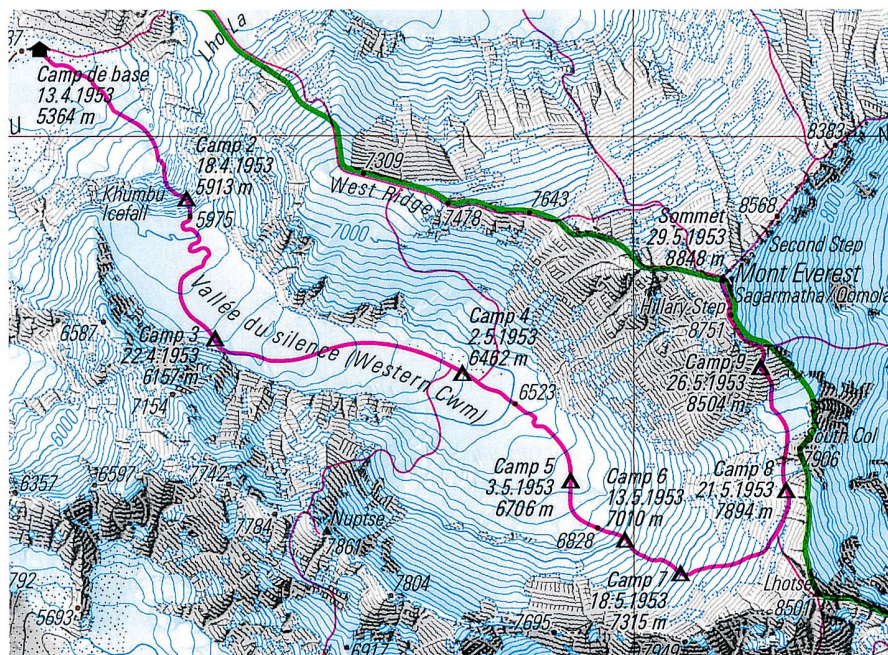 Lho La
Camp de base
13.4.1953
5364 m
Camp 2
18.4.1953
5913 m
5975
Khumbu
Icefall
7309
West Ridge
7478
7643
7000
8383
8568
Sommet
29.5.1953
8848 m
Second Step
Mont Everest
Sagarmatha / Qomola
Hillary Step
8751
Vallée du silence (Western Cwm)
6587
Camp 3
22.4.1953
6157 m
7154
Camp 4
2.5.1953
6462 m
6523
Camp 9
26.5.1953
8504 m
South Col
7906
6000
6357
6597
7742
Camp 5
3.5.1953
6706 m
Camp 6
13.5.1953
7010 m
6828
Camp 8
21.5.1953
7894 m
7784
Nuptse
7861
Camp 7
18.5.1953
7315 m
Lhotse
8501
792
5693
7804
7695
6917
7949